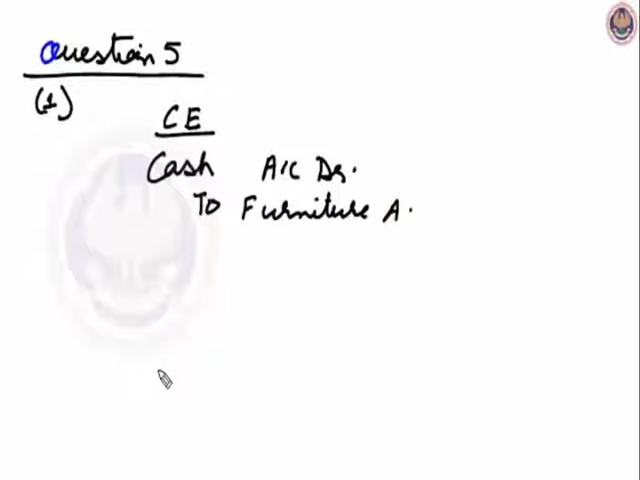 Question 5
(1)
CE
Cash A/C Dr.
To Furniture A.